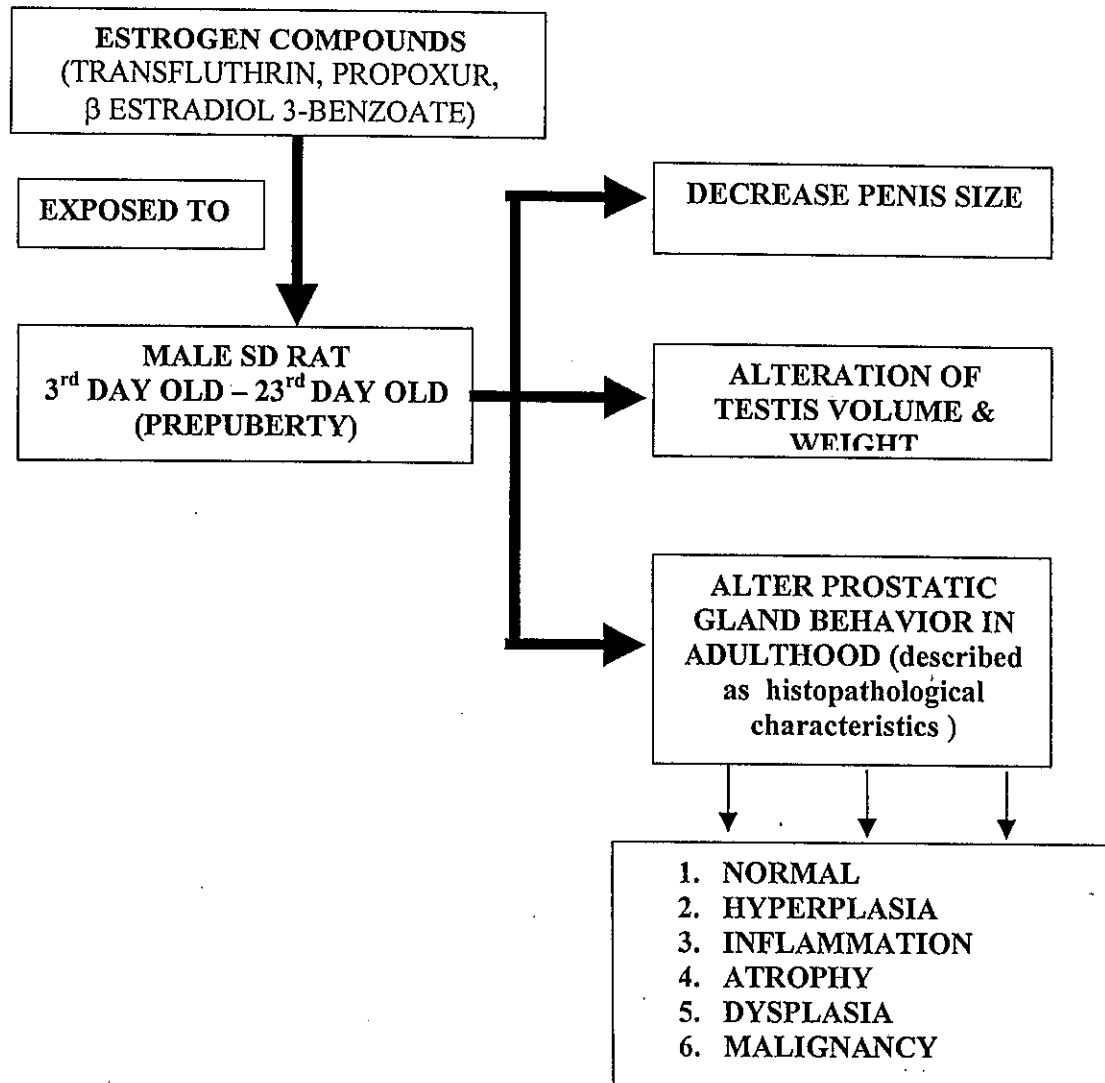 ESTROGEN COMPOUNDS
(TRANSFLUTHRIN, PROPOXUR,
β ESTRADIOL 3-BENZOATE)
EXPOSED TO
MALE SD RAT
3rd DAY OLD – 23rd DAY OLD
(PREPUBERTY)
DECREASE PENIS SIZE
ALTERATION OF
TESTIS VOLUME &
WEIGHT
ALTER PROSTATIC
GLAND BEHAVIOR IN
ADULTHOOD (described
as histopathological
characteristics )
1. NORMAL
2. HYPERPLASIA
3. INFLAMMATION
4. ATROPHY
5. DYSPLASIA
6. MALIGNANCY